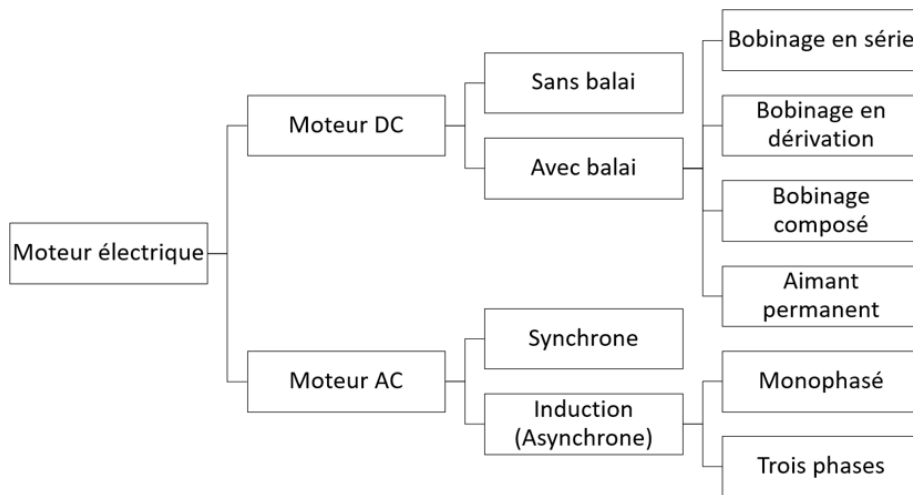 Moteur électrique
Moteur DC
Sans balai
Avec balai
Bobinage en série
Bobinage en
dérivation
Bobinage
composé
Aimant
permanent
Moteur AC
Synchrone
Induction
(Asynchrone)
Monophasé
Trois phases